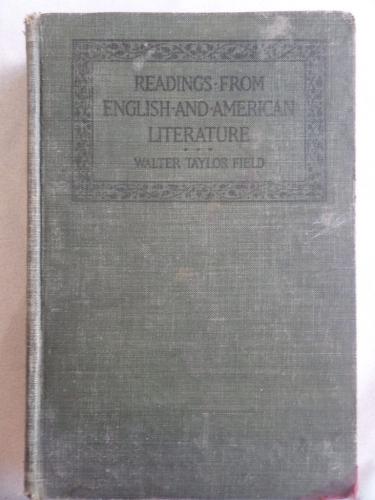 READINGS·FROM
ENGLISH·AND·AMERICAN
LITERATURE
· · ·
WALTER TAYLOR FIELD